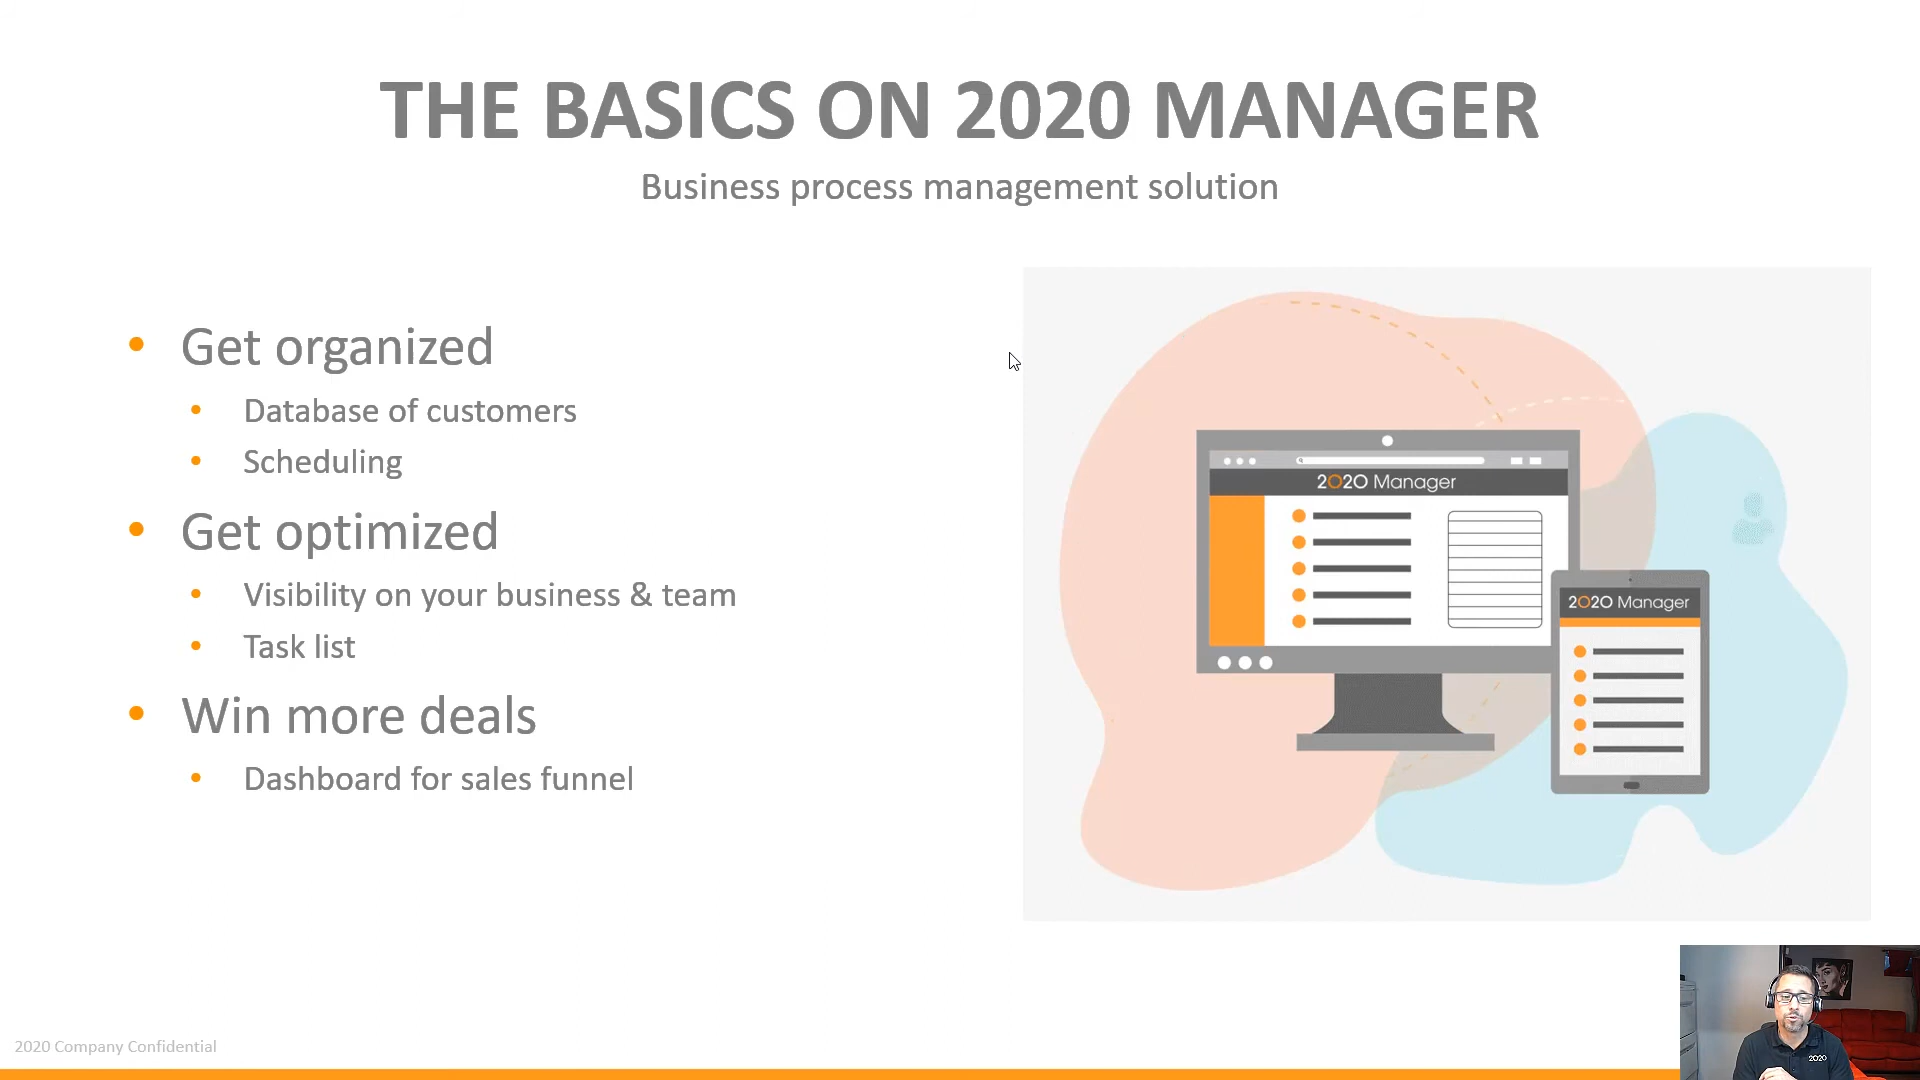 THE BASICS ON 2020 MANAGER
Business process management solution
Get organized
Database of customers
Scheduling
Get optimized
Visibility on your business & team
Task list
Win more deals
Dashboard for sales funnel
2020 Manager
2020 Manager
2020
2020 Company Confidential